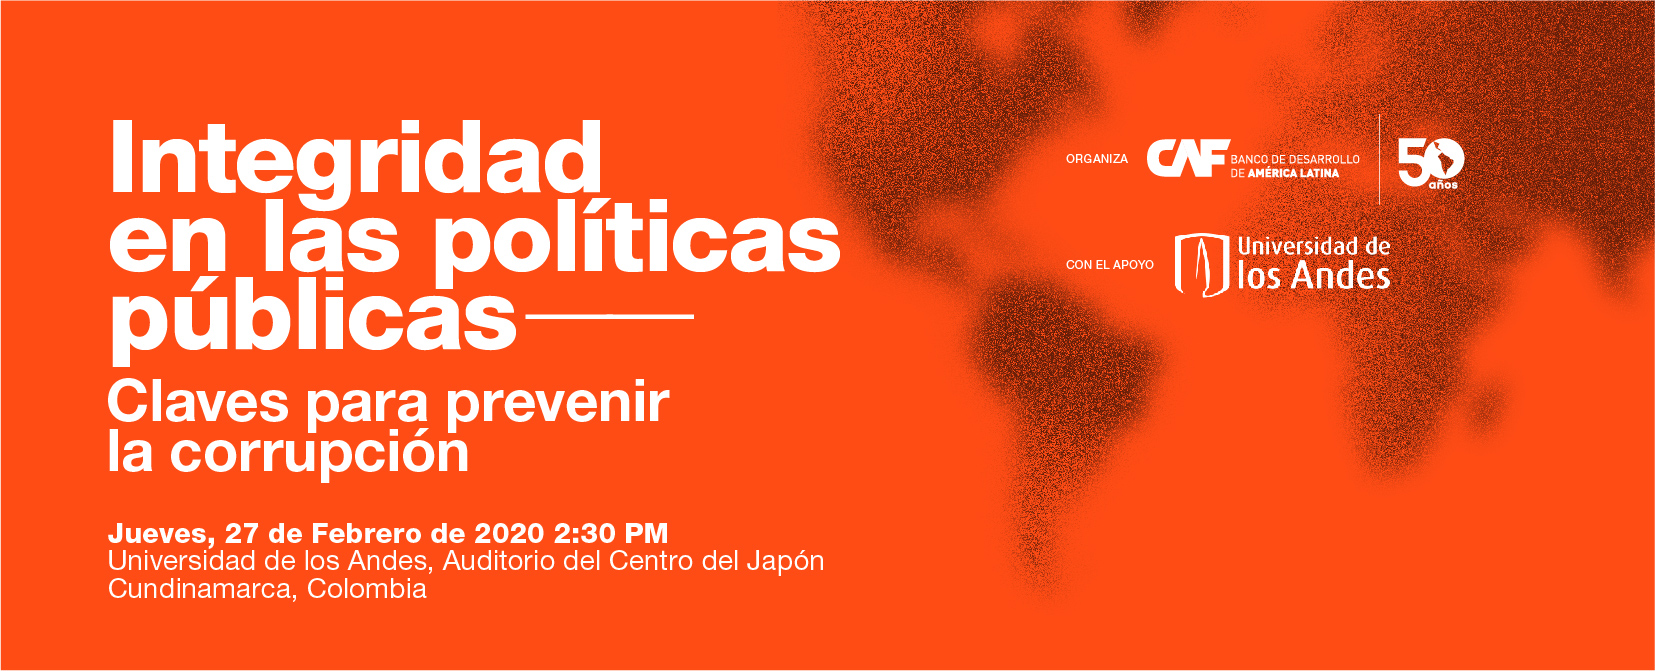 Integridad
en las políticas
públicas
Claves para prevenir
la corrupción
Jueves, 27 de Febrero de 2020 2:30 PM
Universidad de los Andes, Auditorio del Centro del Japón
Cundinamarca, Colombia
ORGANIZA
CAF
BANCO DE DESARROLLO
DE AMÉRICA LATINA
50
años
CON EL APOYO
Universidad de
los Andes